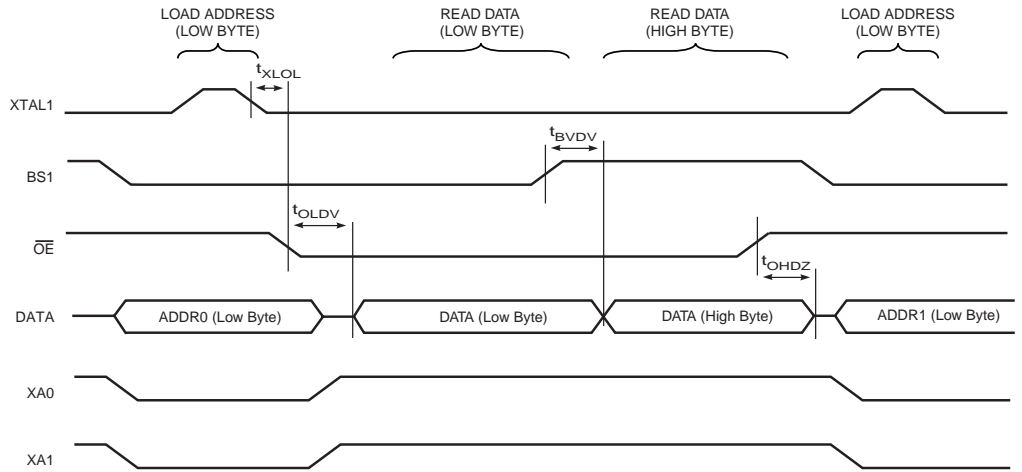 LOAD ADDRESS
(LOW BYTE)
READ DATA
(LOW BYTE)
READ DATA
(HIGH BYTE)
LOAD ADDRESS
(LOW BYTE)
tXLOL
XTAL1
tBVDV
BS1
tOLDV
OE
tOHDZ
DATA
ADDR0 (Low Byte)
DATA (Low Byte)
DATA (High Byte)
ADDR1 (Low Byte)
XA0
XA1